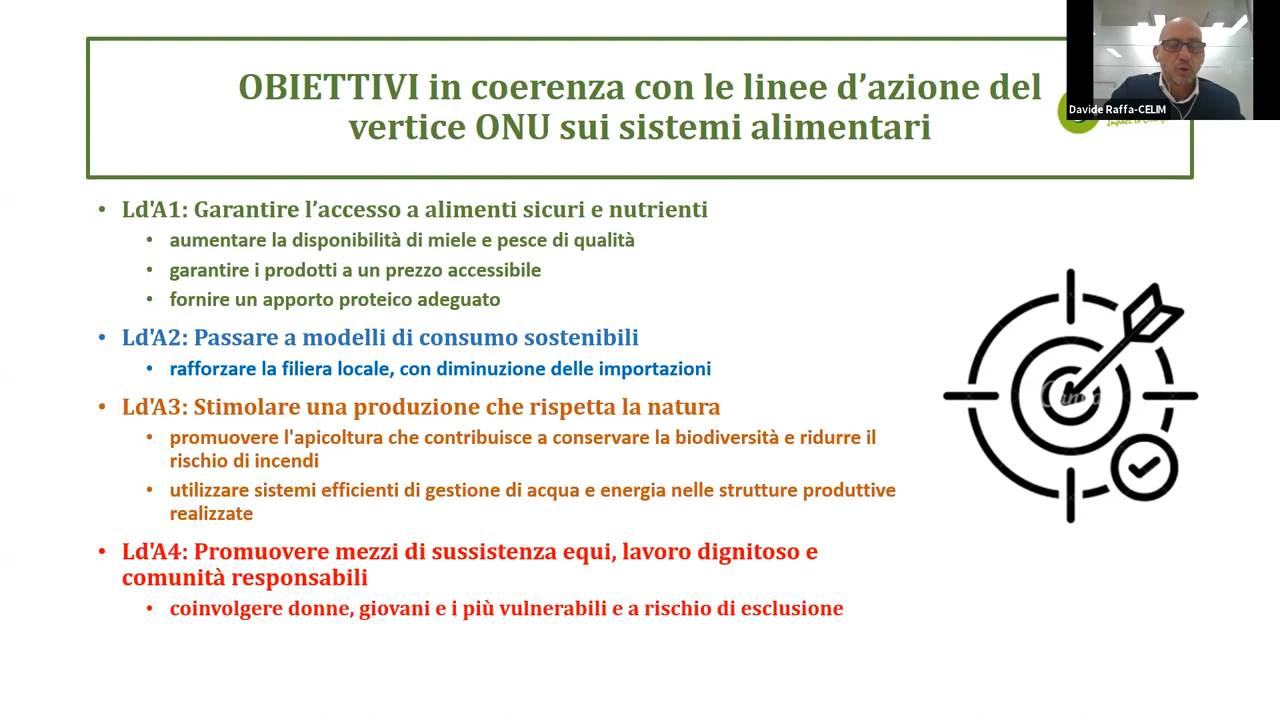 OBIETTIVI in coerenza con le linee d’azione del
vertice ONU sui sistemi alimentari
Davide Raffa-CELIM
• Ld'A1: Garantire l’accesso a alimenti sicuri e nutrienti
• aumentare la disponibilità di miele e pesce di qualità
• garantire i prodotti a un prezzo accessibile
• fornire un apporto proteico adeguato
• Ld'A2: Passare a modelli di consumo sostenibili
• rafforzare la filiera locale, con diminuzione delle importazioni
• Ld'A3: Stimolare una produzione che rispetta la natura
• promuovere l'apicoltura che contribuisce a conservare la biodiversità e ridurre il
rischio di incendi
• utilizzare sistemi efficienti di gestione di acqua e energia nelle strutture produttive
realizzate
• Ld'A4: Promuovere mezzi di sussistenza equi, lavoro dignitoso e
comunità responsabili
• coinvolgere donne, giovani e i più vulnerabili e a rischio di esclusione